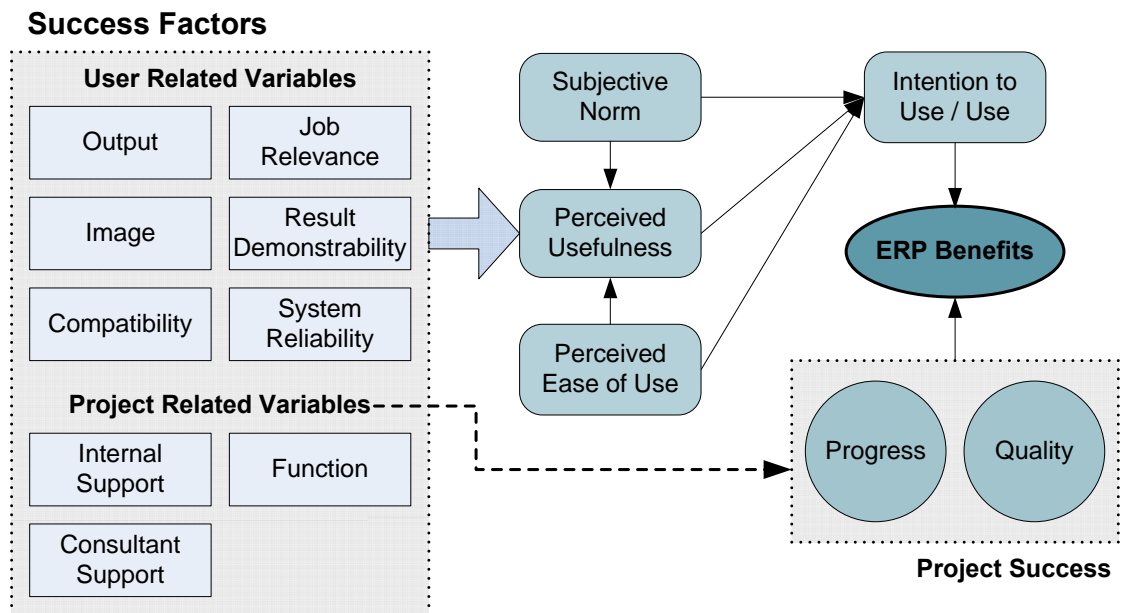 Success Factors
User Related Variables
Output
Job
Relevance
Image
Result
Demonstrability
Compatibility
System
Reliability
Project Related Variables
Internal
Support
Function
Consultant
Support
Subjective
Norm
Perceived
Usefulness
Perceived
Ease of Use
Intention to
Use / Use
ERP Benefits
Progress
Quality
Project Success